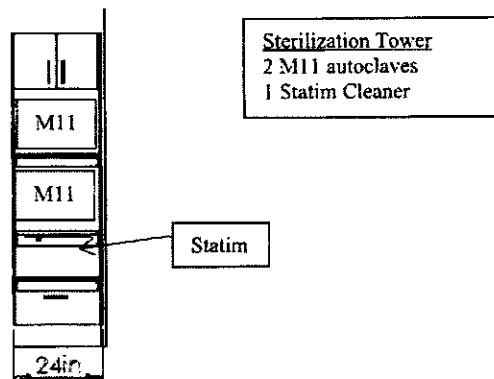 Sterilization Tower
2 M11 autoclaves
1 Statim Cleaner
M11
M11
Statim
24in